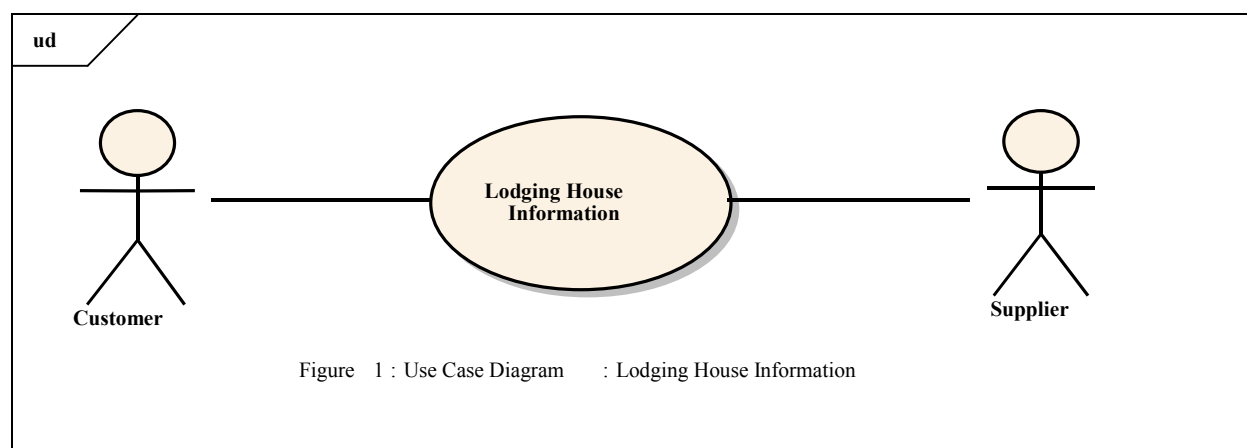 ud
Lodging House
Information
Customer
Supplier
Figure 1 : Use Case Diagram : Lodging House Information